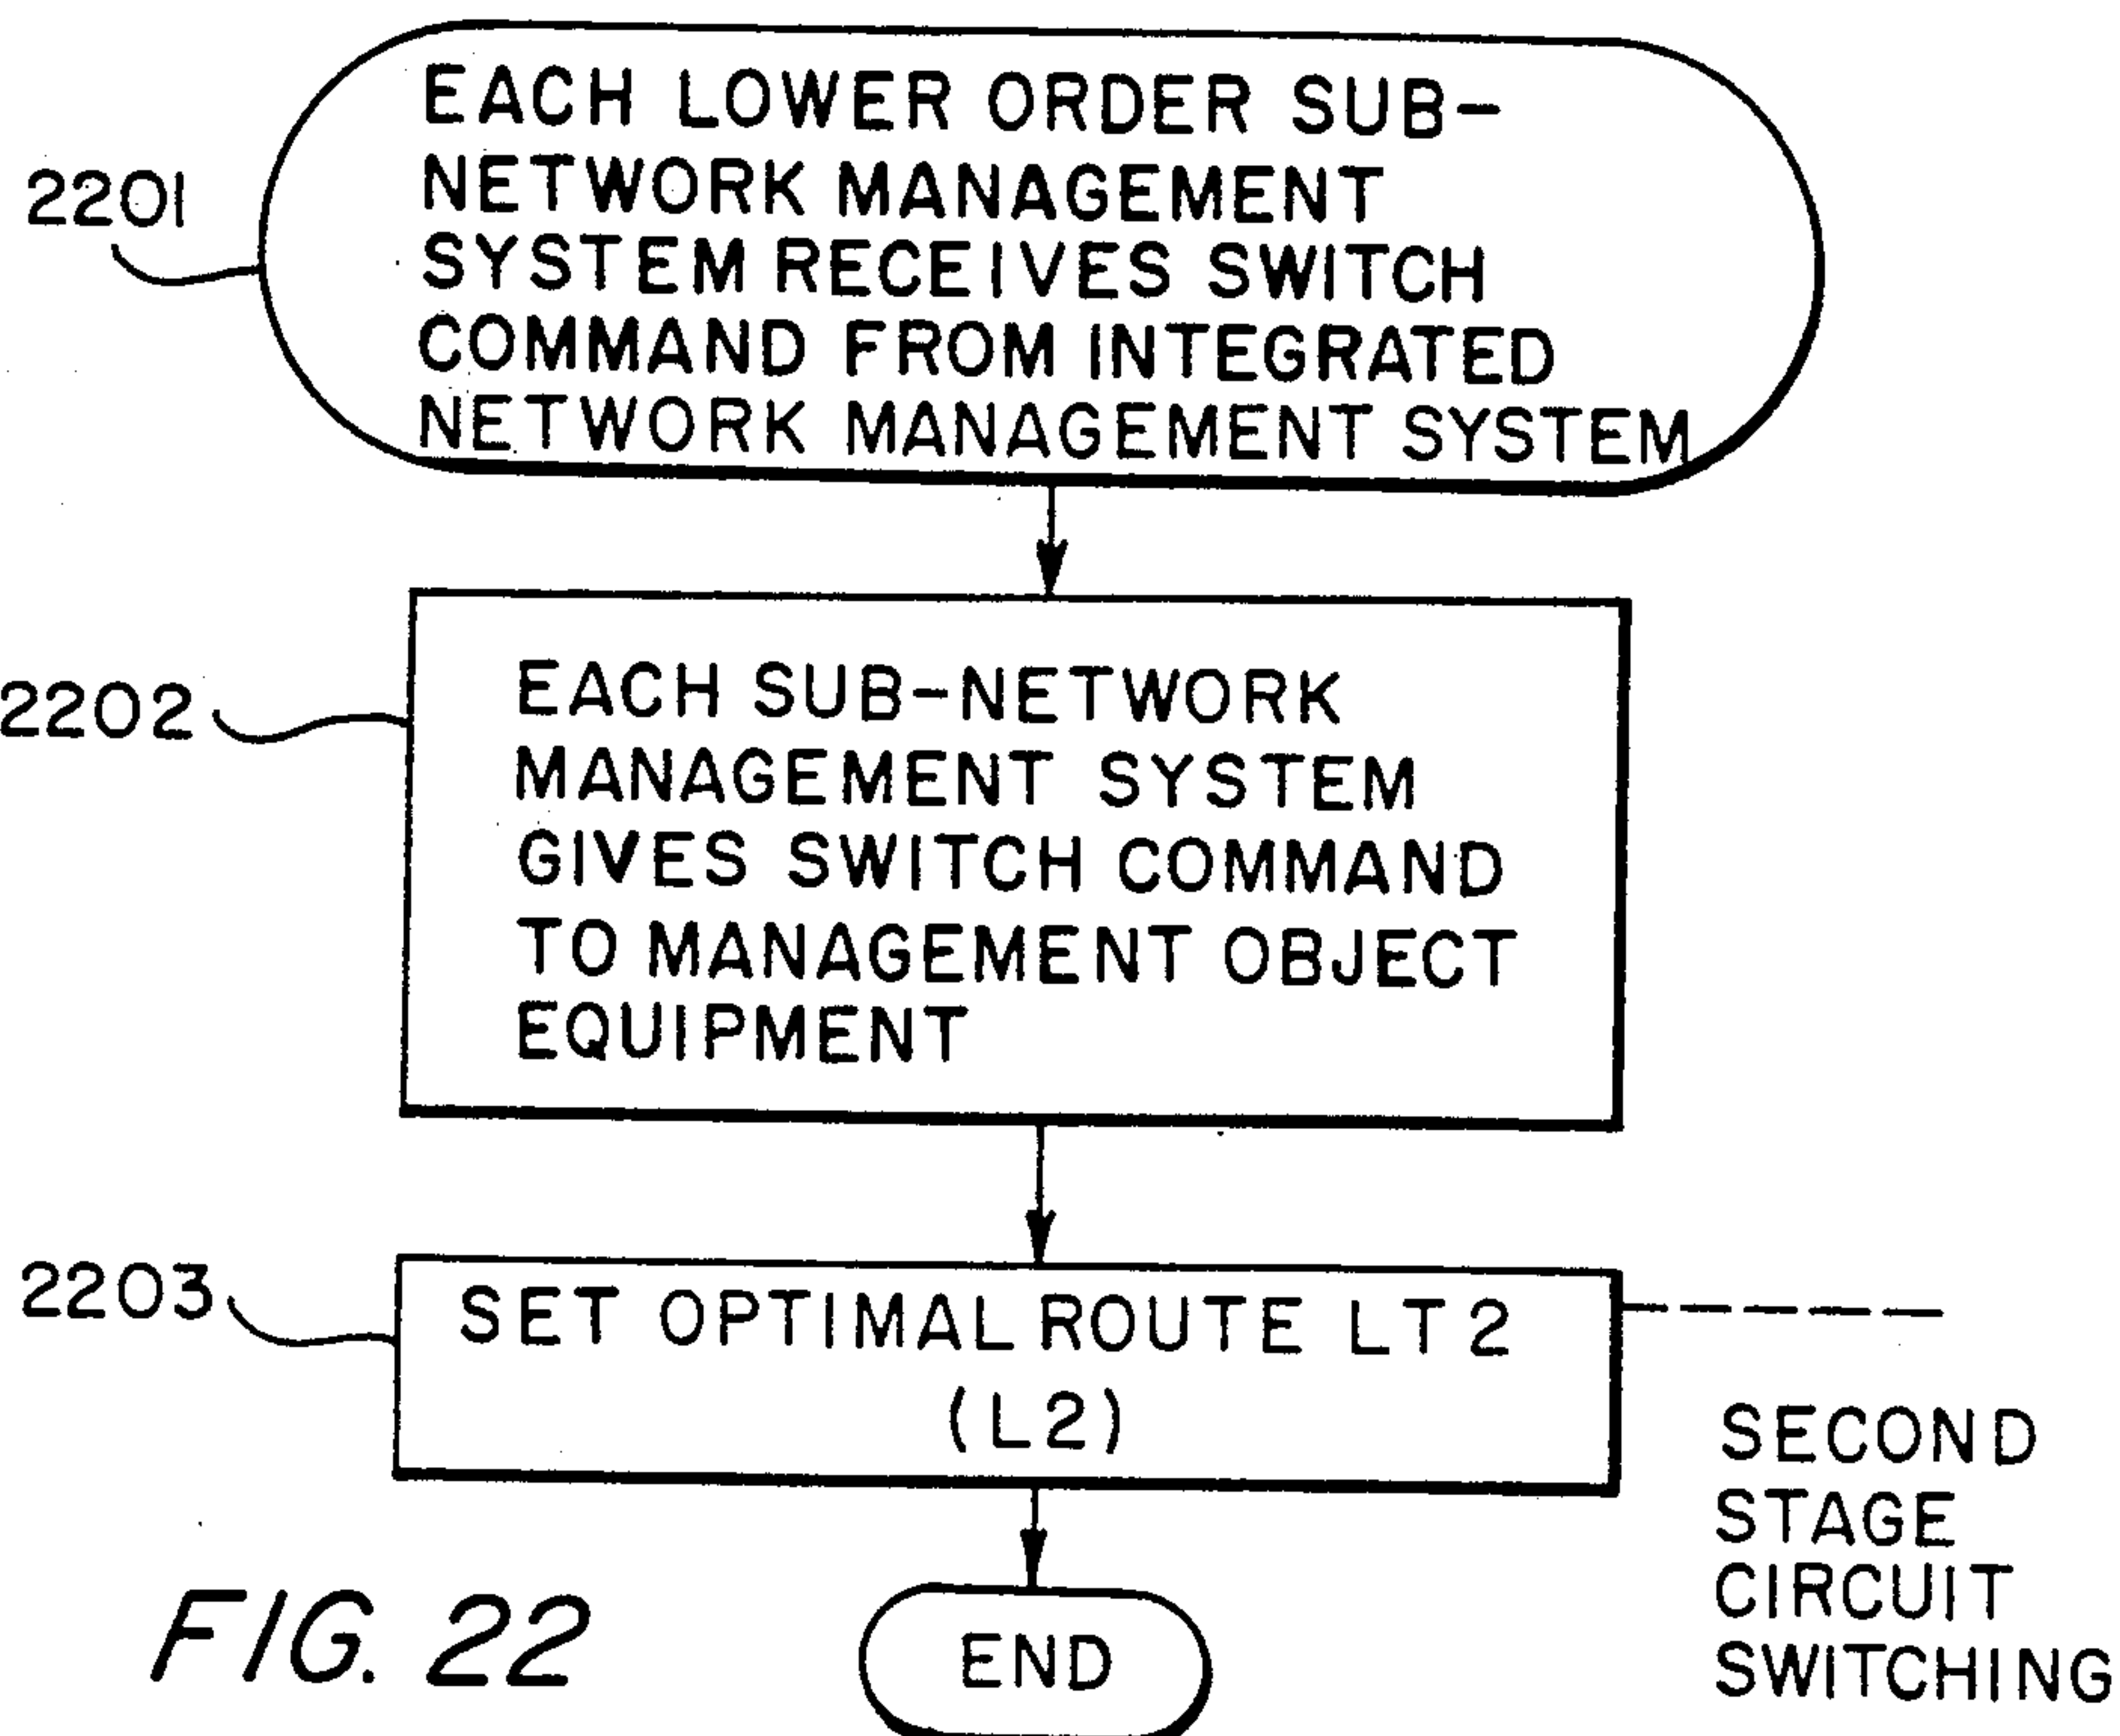 2201
EACH LOWER ORDER SUB-
NETWORK MANAGEMENT
SYSTEM RECEIVES SWITCH
COMMAND FROM INTEGRATED
NETWORK MANAGEMENT SYSTEM
2202
EACH SUB-NETWORK
MANAGEMENT SYSTEM
GIVES SWITCH COMMAND
TO MANAGEMENT OBJECT
EQUIPMENT
2203
SET OPTIMAL ROUTE LT2
(L2)
SECOND
STAGE
CIRCUIT
SWITCHING
END
FIG. 22